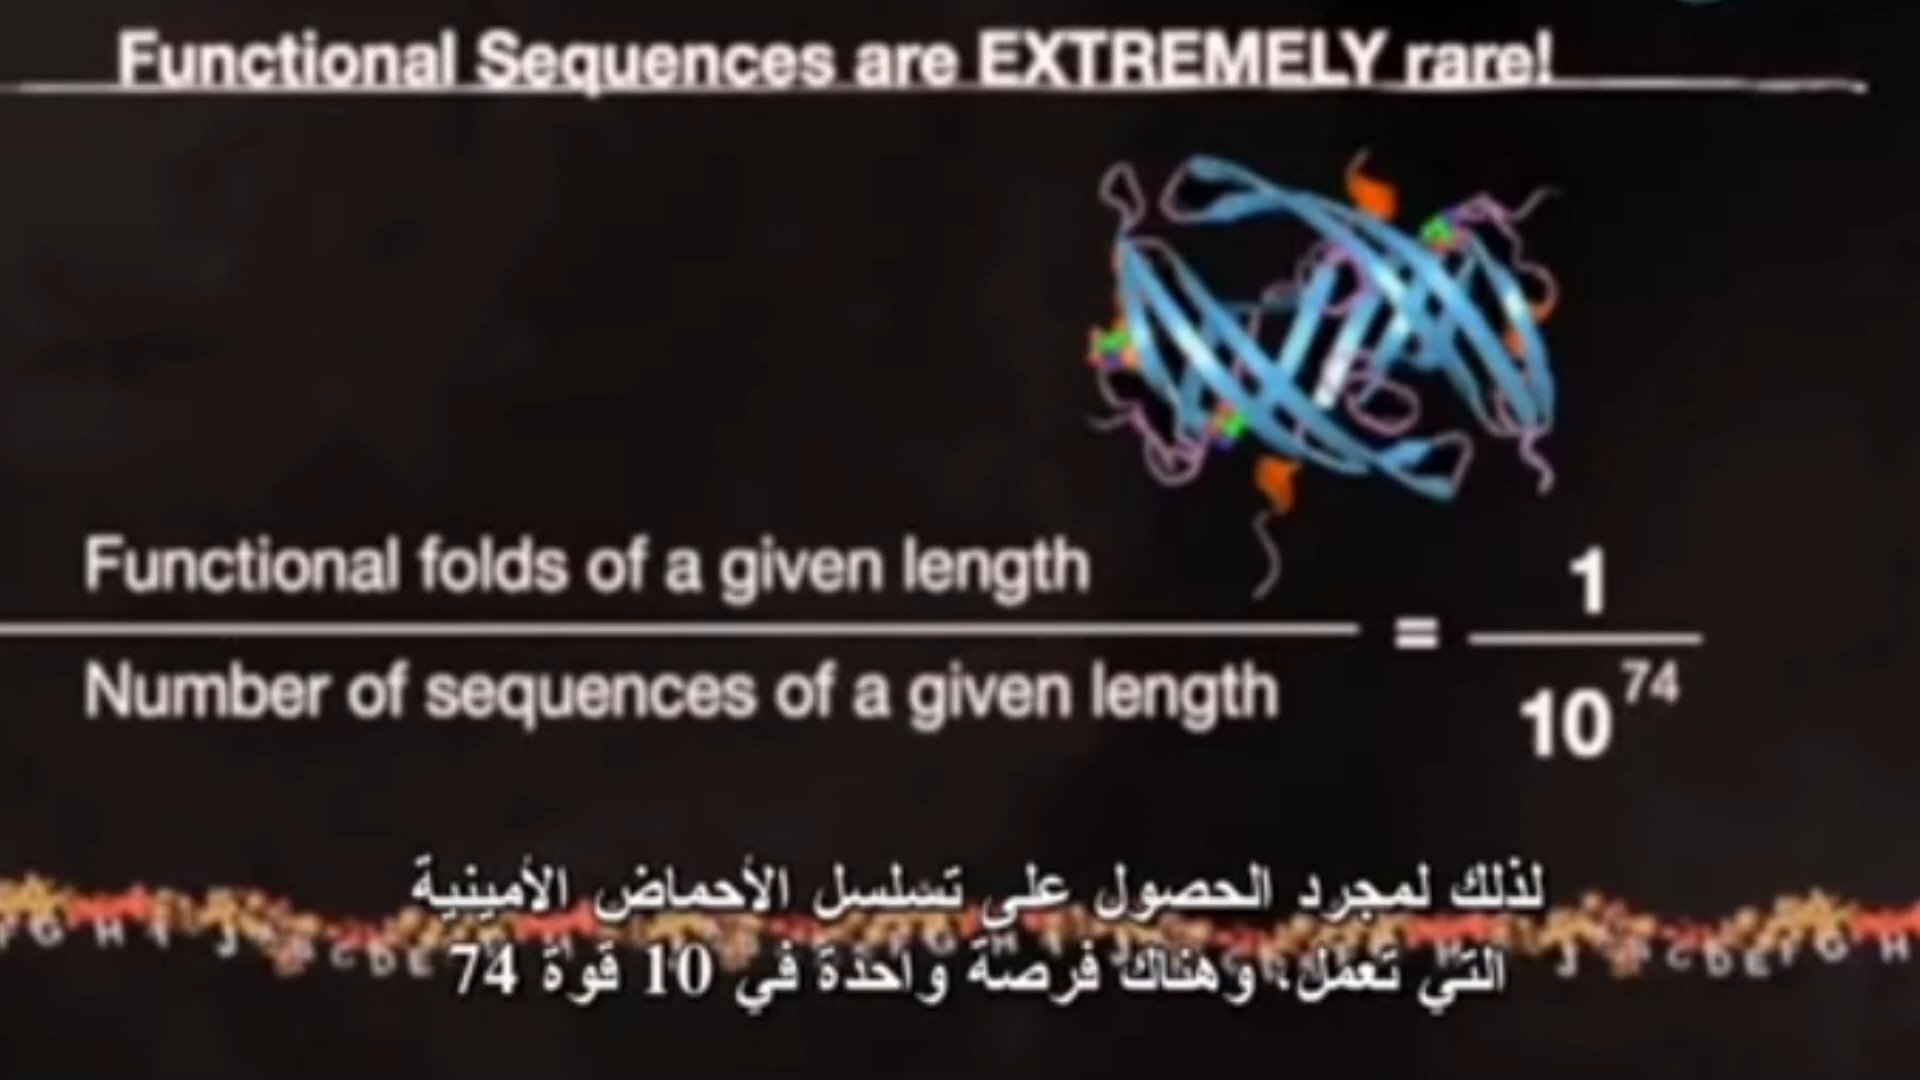 Functional Sequences are EXTREMELY rare!
Functional folds of a given length
Number of sequences of a given length
=
1
10^74
لذلك لمجرد الحصول على تسلسل الأحماض الأمينية
التي تعمل، وهناك فرصة واحدة في 10 قوة 74